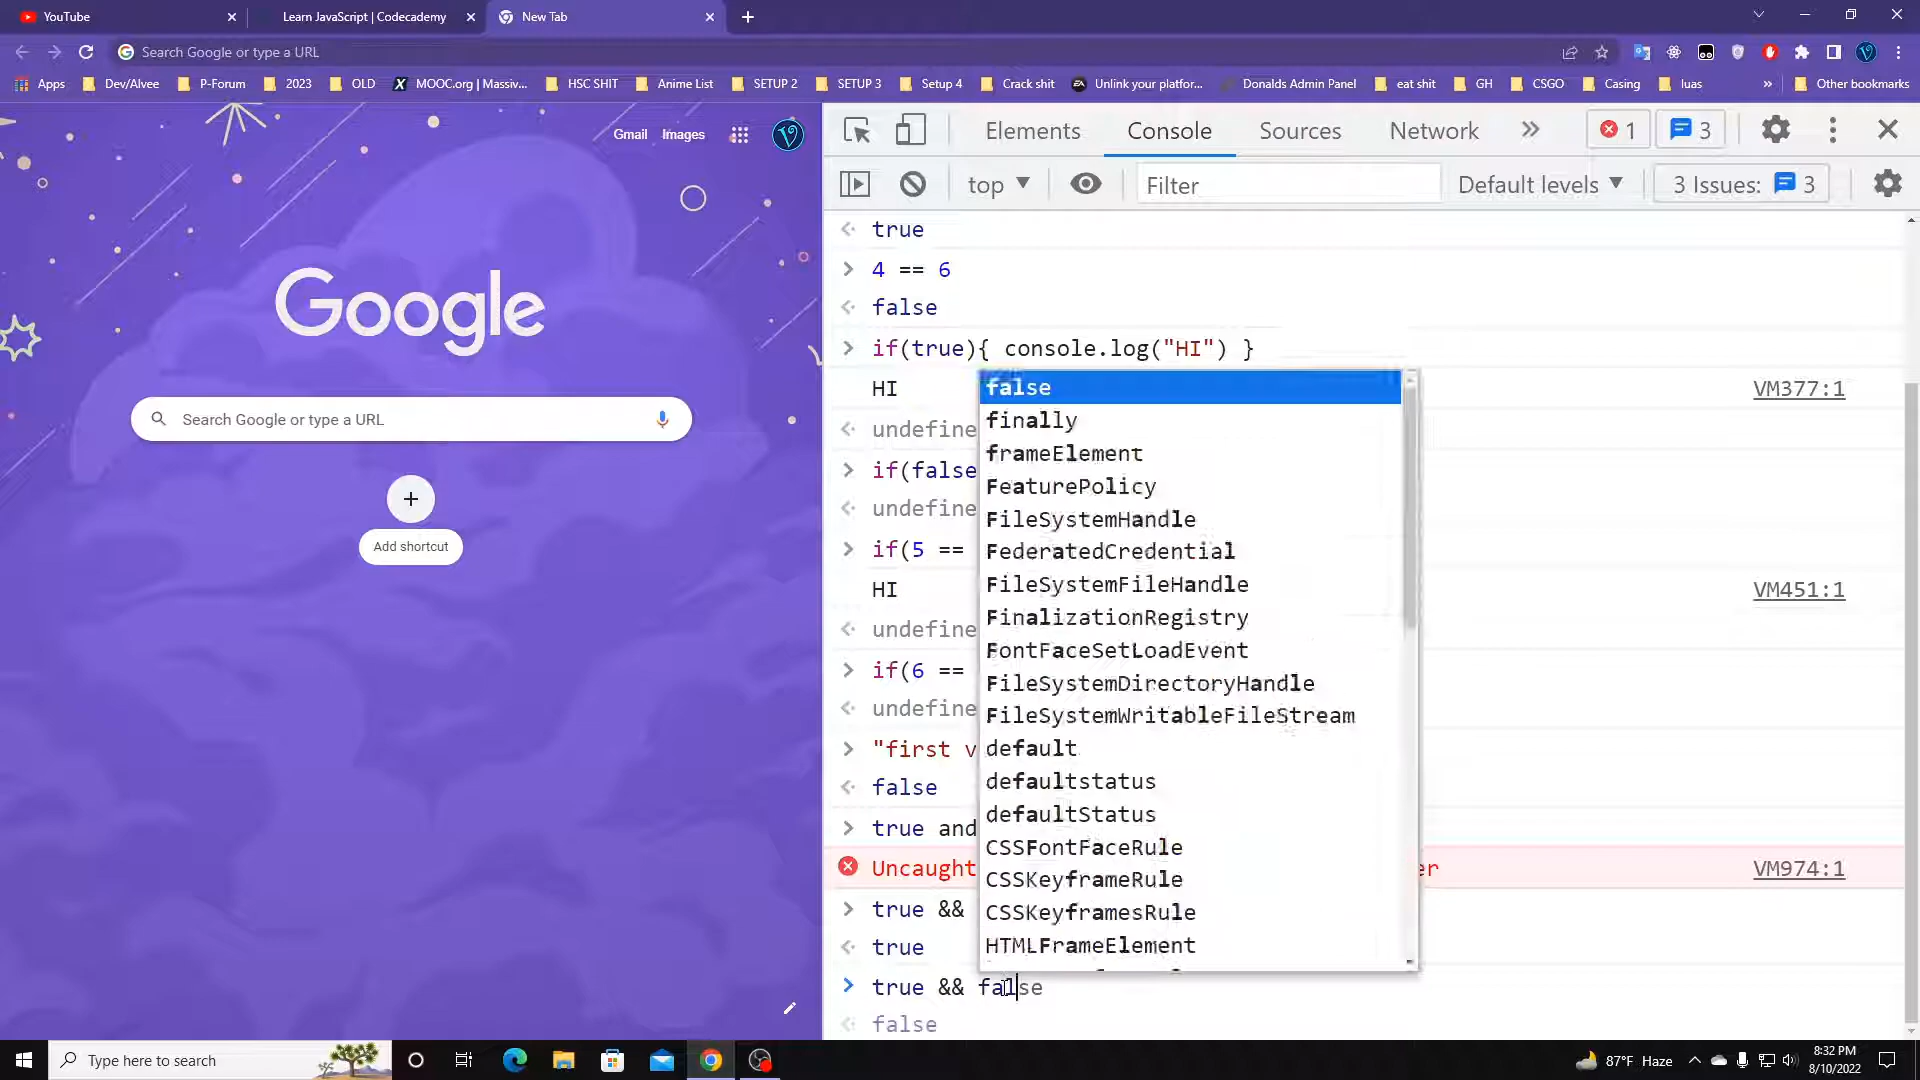 YouTube
Learn JavaScript | Codecademy
New Tab
Search Google or type a URL
Apps
Dev/Alvee
P-Forum
2023
OLD
MOOC.org | Massiv...
HSC SHIT
Anime List
SETUP 2
SETUP 3
Setup 4
Crack shit
Unlink your platfor...
Donalds Admin Panel
eat shit
GH
CSGO
Casing
luas
»
Other bookmarks
Gmail
Images
Google
Search Google or type a URL
Add shortcut
Elements
Console
Sources
Network
1
3
top
Filter
Default levels
3 Issues:
3
true
4 == 6
false
if(true){ console.log("HI") }
HI
VM377:1
undefine
if(false
undefine
if(5 ==
HI
VM451:1
undefine
if(6 ==
undefine
"first v
false
true and
Uncaught
er
VM974:1
true &&
true
true && false
false
false
finally
frameElement
FeaturePolicy
FileSystemHandle
FederatedCredential
FileSystemFileHandle
FinalizationRegistry
FontFaceSetLoadEvent
FileSystemDirectoryHandle
FileSystemWritableFileStream
default
defaultstatus
defaultStatus
CSSFontFaceRule
CSSKeyframeRule
CSSKeyframesRule
HTMLFrameElement
Type here to search
87°F Haze
8:32 PM
8/10/2022